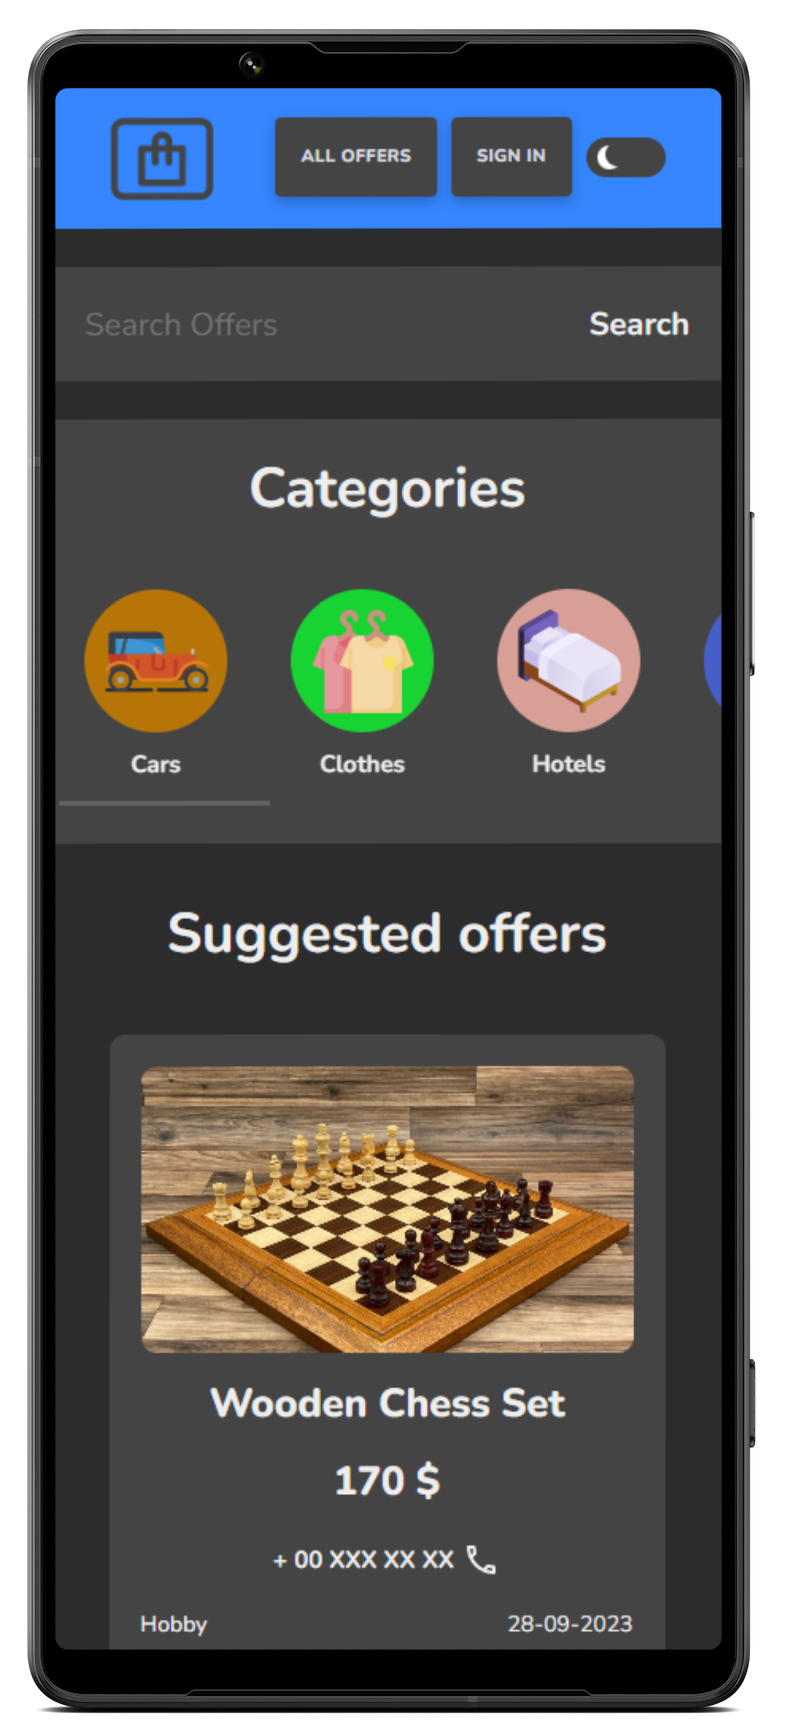 ALL OFFERS
SIGN IN
Search Offers
Search
Categories
Cars
Clothes
Hotels
Suggested offers
Wooden Chess Set
170 $
+ 00 XXX XX XX
Hobby
28-09-2023